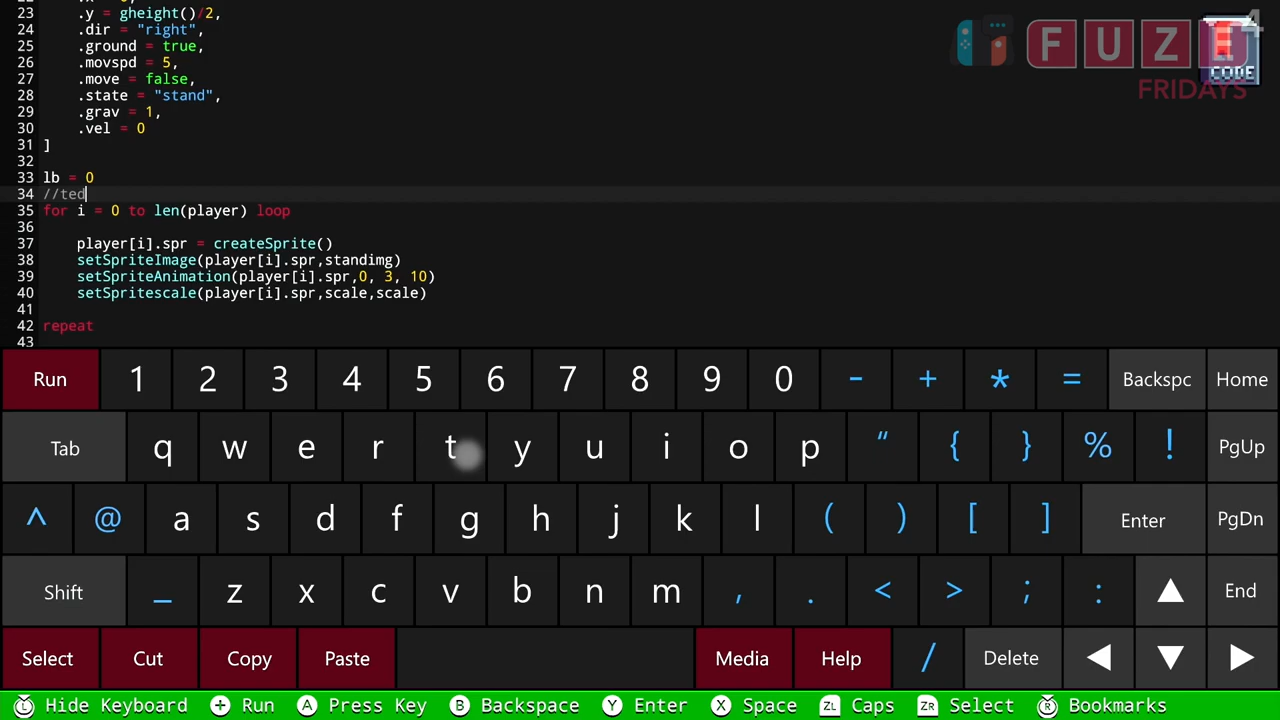 23 .y = gheight()/2,
24 .dir = "right",
25 .ground = true,
26 .movspd = 5,
27 .move = false,
28 .state = "stand",
29 .grav = 1,
30 .vel = 0
31 ]
32
33 lb = 0
34 //ted
35 for i = 0 to len(player) loop
36
37 player[i].spr = createSprite()
38 setSpriteImage(player[i].spr,standimg)
39 setSpriteAnimation(player[i].spr,0, 3, 10)
40 setSpritescale(player[i].spr,scale,scale)
41
42 repeat
43
FUZE 4
CODE
FRIDAYS
Run 1 2 3 4 5 6 7 8 9 0 - + * = Backspc Home
Tab q w e r t y u i o p " { } % ! PgUp
^ @ a s d f g h j k l ( ) [ ] Enter PgDn
Shift _ z x c v b n m , . < > ; : ▲ End
Select Cut Copy Paste Media Help / Delete ◀ ▼ ▶
Hide Keyboard + Run A Press Key B Backspace Y Enter X Space ZL Caps ZR Select R Bookmarks